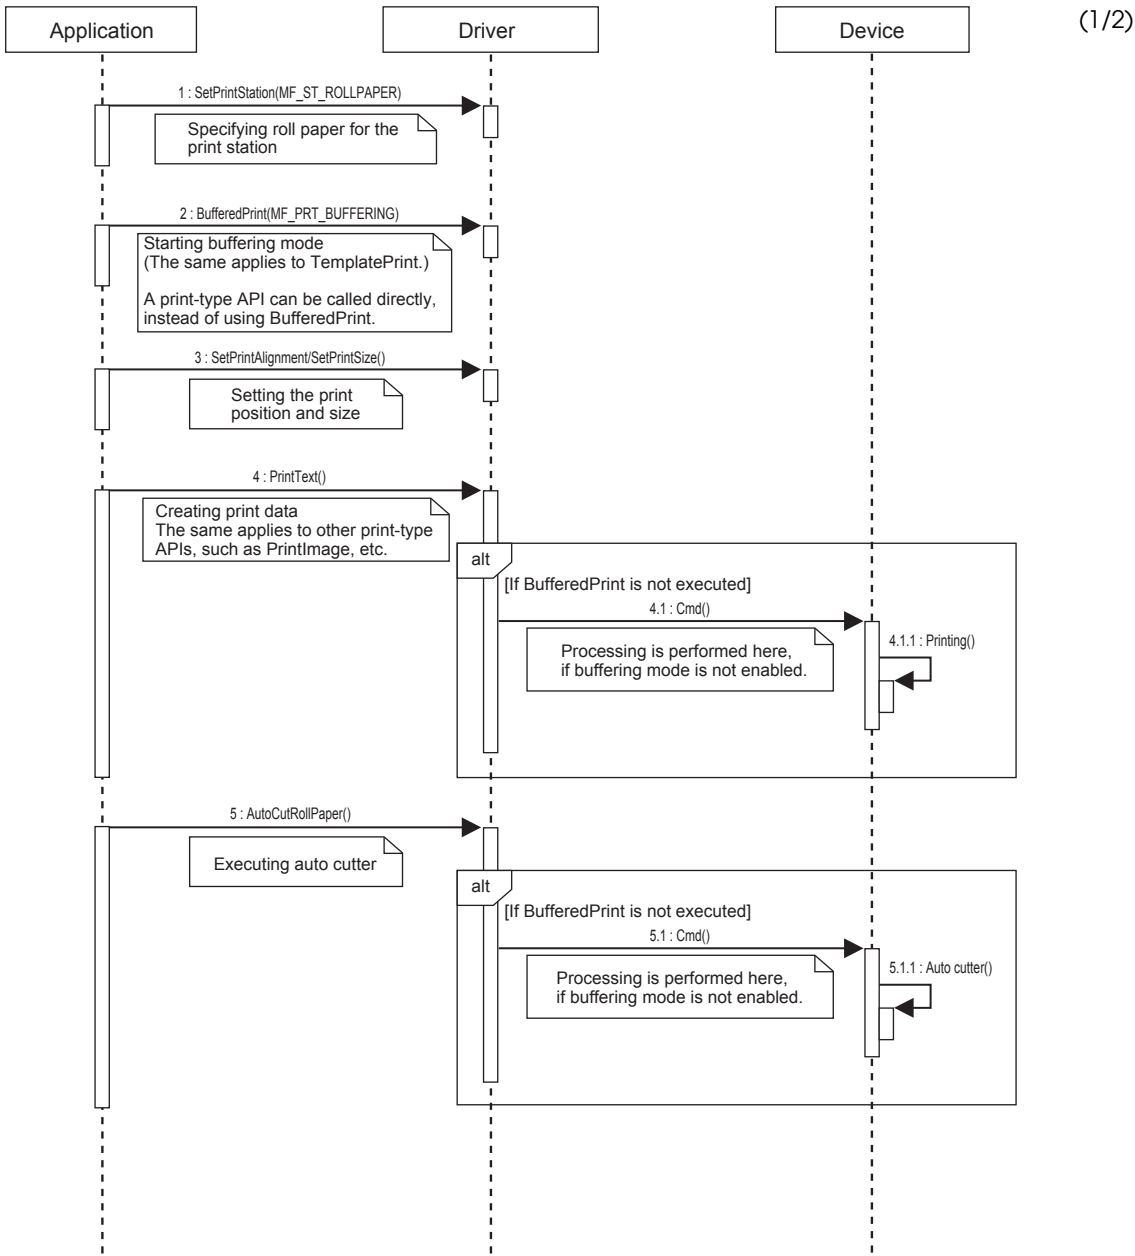 (1/2)
Application
Driver
Device
1 : SetPrintStation(MF_ST_ROLLPAPER)
Specifying roll paper for the
print station
2 : BufferedPrint(MF_PRT_BUFFERING)
Starting buffering mode
(The same applies to TemplatePrint.)
A print-type API can be called directly,
instead of using BufferedPrint.
3 : SetPrintAlignment/SetPrintSize()
Setting the print
position and size
4 : PrintText()
Creating print data
The same applies to other print-type
APIs, such as PrintImage, etc.
alt
[If BufferedPrint is not executed]
4.1 : Cmd()
Processing is performed here,
if buffering mode is not enabled.
4.1.1 : Printing()
5 : AutoCutRollPaper()
Executing auto cutter
alt
[If BufferedPrint is not executed]
5.1 : Cmd()
Processing is performed here,
if buffering mode is not enabled.
5.1.1 : Auto cutter()